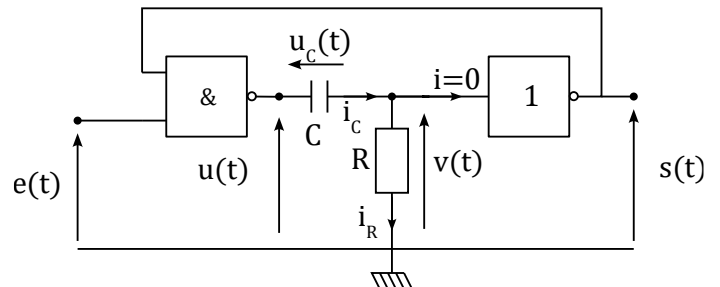 u_C(t)
&
i=0
1
i_C
C
R
e(t)
u(t)
v(t)
s(t)
i_R